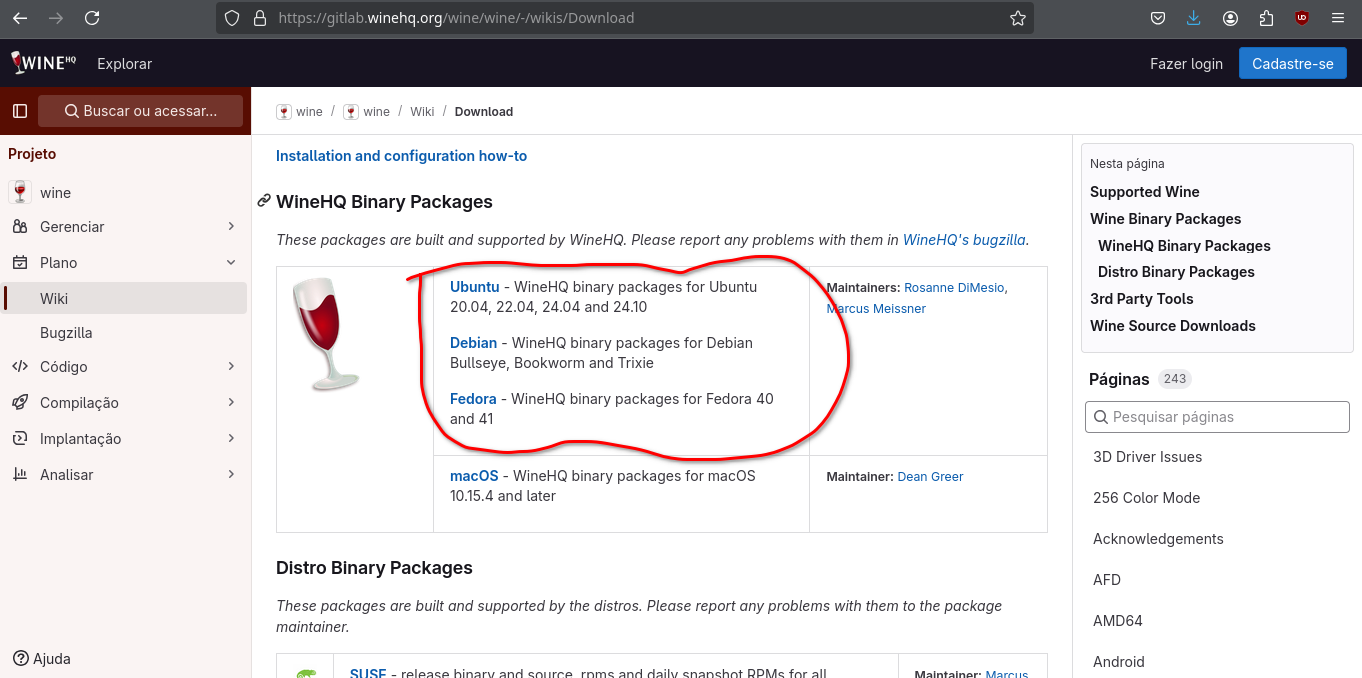 https://gitlab.winehq.org/wine/wine/-/wikis/Download
WINE HQ
Explorar
Fazer login
Cadastre-se
Buscar ou acessar...
wine / wine / Wiki / Download
Projeto
wine
Gerenciar
Plano
Wiki
Bugzilla
Código
Compilação
Implantação
Analisar
Ajuda
Installation and configuration how-to
WineHQ Binary Packages
These packages are built and supported by WineHQ. Please report any problems with them in WineHQ's bugzilla.
Ubuntu - WineHQ binary packages for Ubuntu
20.04, 22.04, 24.04 and 24.10
Debian - WineHQ binary packages for Debian
Bullseye, Bookworm and Trixie
Fedora - WineHQ binary packages for Fedora 40
and 41
Maintainers: Rosanne DiMesio,
Marcus Meissner
macOS - WineHQ binary packages for macOS
10.15.4 and later
Maintainer: Dean Greer
Distro Binary Packages
These packages are built and supported by the distros. Please report any problems with them to the package
maintainer.
SUSE - release binary and source, rpms and daily snapshot RPMs for all
Maintainer: Marcus
Nesta página
Supported Wine
Wine Binary Packages
WineHQ Binary Packages
Distro Binary Packages
3rd Party Tools
Wine Source Downloads
Páginas 243
Pesquisar páginas
3D Driver Issues
256 Color Mode
Acknowledgements
AFD
AMD64
Android